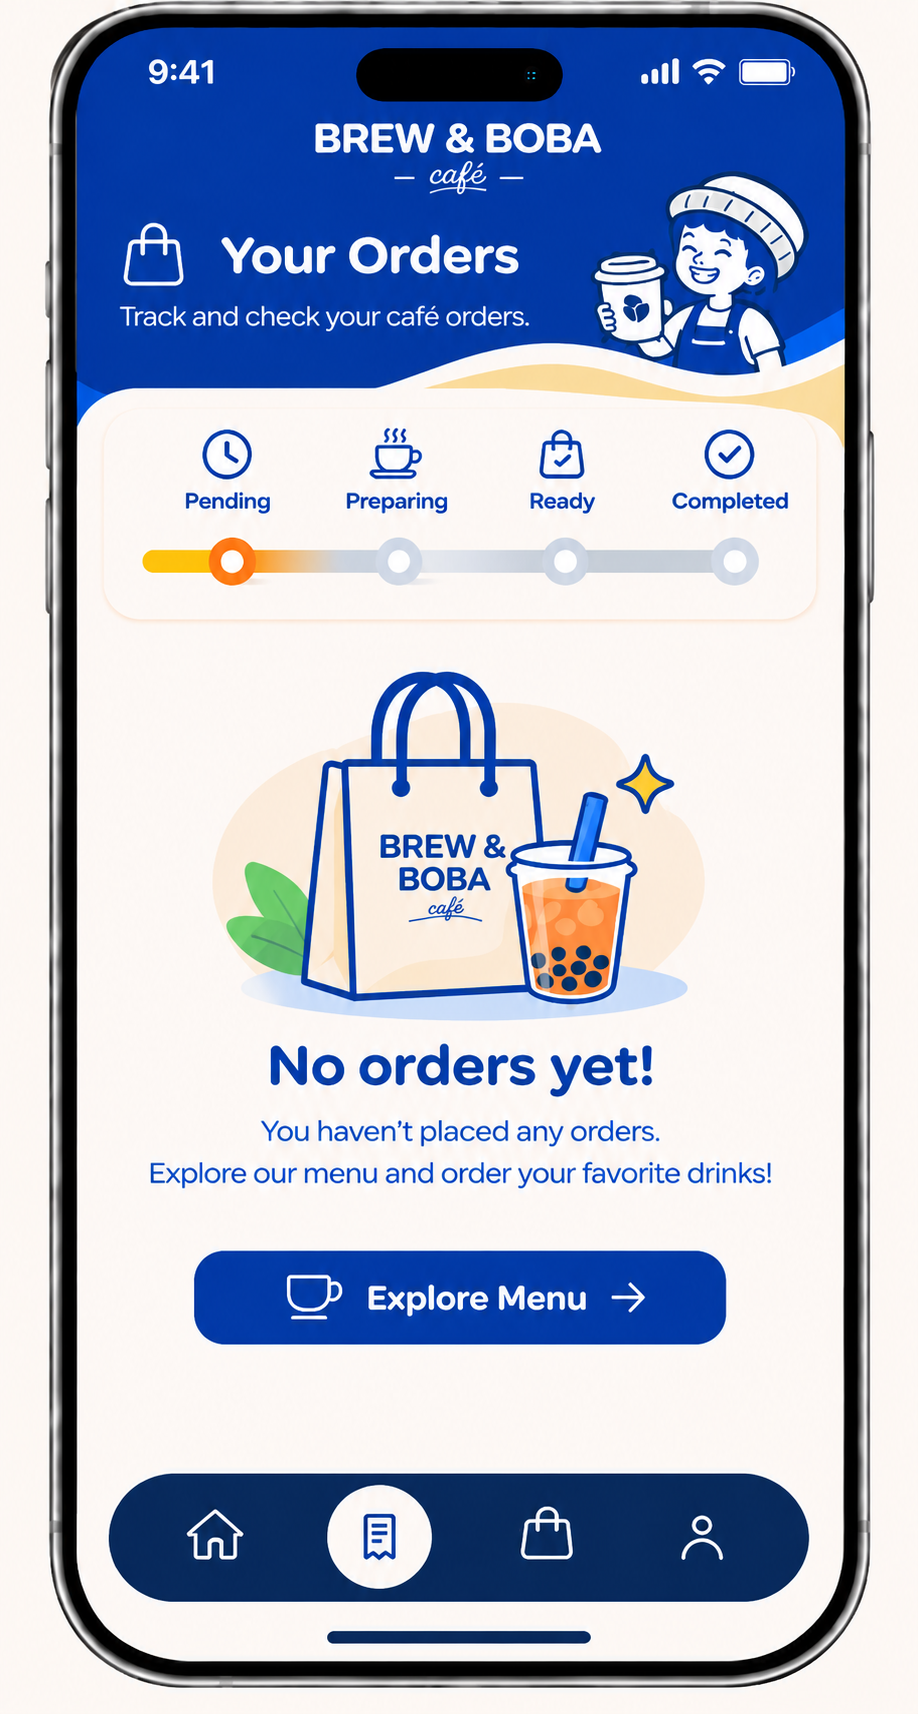 9:41
BREW & BOBA
café
Your Orders
Track and check your café orders.
Pending
Preparing
Ready
Completed
BREW &
BOBA
café
No orders yet!
You haven’t placed any orders.
Explore our menu and order your favorite drinks!
Explore Menu